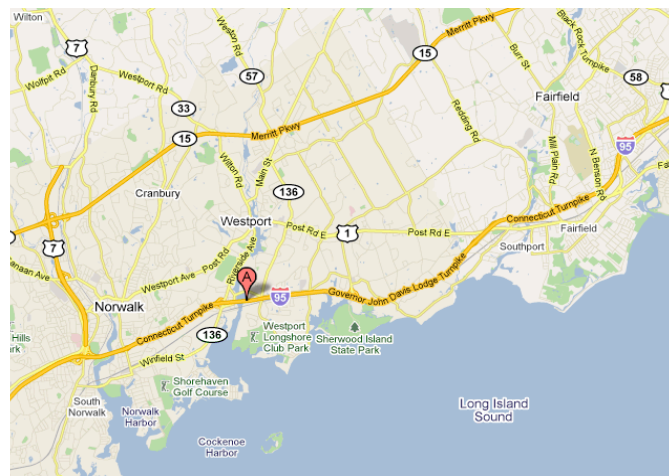 Wilton
7
57
15
Merritt Pkwy
Burr St
Black Rock Turnpike
Wolfpit Rd
Danbury Rd
Westport Rd
Newtown Turnpike
58
Fairfield
33
Redding Rd
15
Merritt Pkwy
Mill Plain Rd
N Benson Rd
95
Wilton Rd
Main St
Cranbury
136
Westport
Connecticut Turnpike
Post Rd E
1
Post Rd E
Fairfield
7
Southport
Riverside Ave
Post Rd
Westport Ave
A
95
Governor John Davis Lodge Turnpike
Norwalk
Connecticut Turnpike
136
Westport
Longshore
Club Park
Sherwood Island
State Park
Hills
Park
Winfield St
Shorehaven
Golf Course
South
Norwalk
Norwalk
Harbor
Long Island
Sound
Cockenoe
Harbor